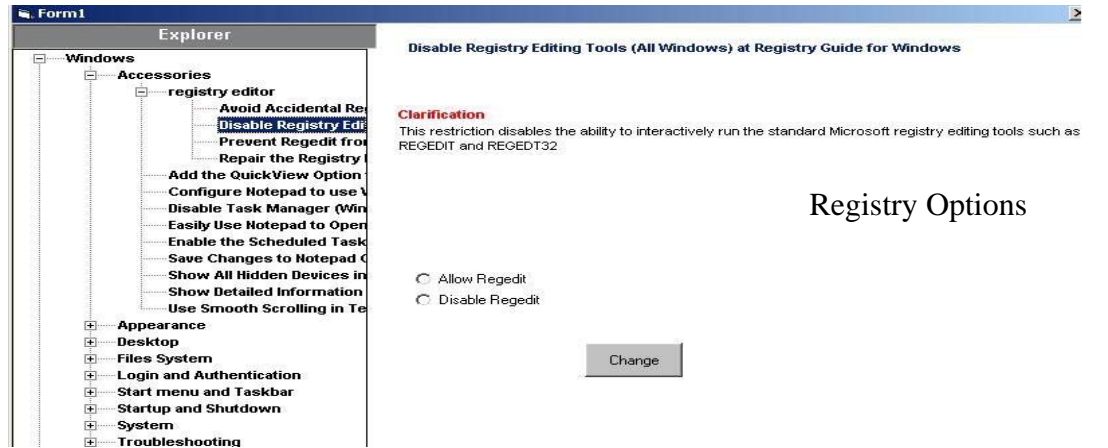 Form1
Explorer
Windows
Accessories
registry editor
Avoid Accidental Re
Disable Registry Edi
Prevent Regedit fro
Repair the Registry
Add the QuickView Option
Configure Notepad to use V
Disable Task Manager (Win
Easily Use Notepad to Open
Enable the Scheduled Task
Save Changes to Notepad
Show All Hidden Devices in
Show Detailed Information
Use Smooth Scrolling in Te
Appearance
Desktop
Files System
Login and Authentication
Start menu and Taskbar
Startup and Shutdown
System
Troubleshooting
Disable Registry Editing Tools (All Windows) at Registry Guide for Windows
Clarification
This restriction disables the ability to interactively run the standard Microsoft registry editing tools such as
REGEDIT and REGEDT32
Registry Options
Allow Regedit
Disable Regedit
Change